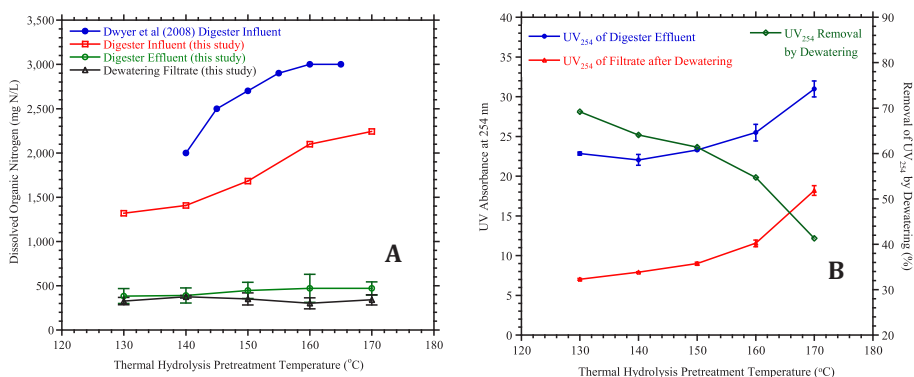 3,500
3,000
2,500
2,000
1,500
1,000
500
0
120
130
140
150
160
170
180
Dissolved Organic Nitrogen (mg N/L)
Thermal Hydrolysis Pretreatment Temperature (°C)
Dwyer et al (2008) Digester Influent
Digester Influent (this study)
Digester Effluent (this study)
Dewatering Filtrate (this study)
A
40
35
30
25
20
15
10
5
0
120
130
140
150
160
170
180
90
80
70
60
50
40
30
20
UV Absorbance at 254 nm
Thermal Hydrolysis Pretreatment Temperature (°C)
Removal of UV254 by Dewatering (%)
UV254 of Digester Effluent
UV254 of Filtrate after Dewatering
UV254 Removal
by Dewatering
B